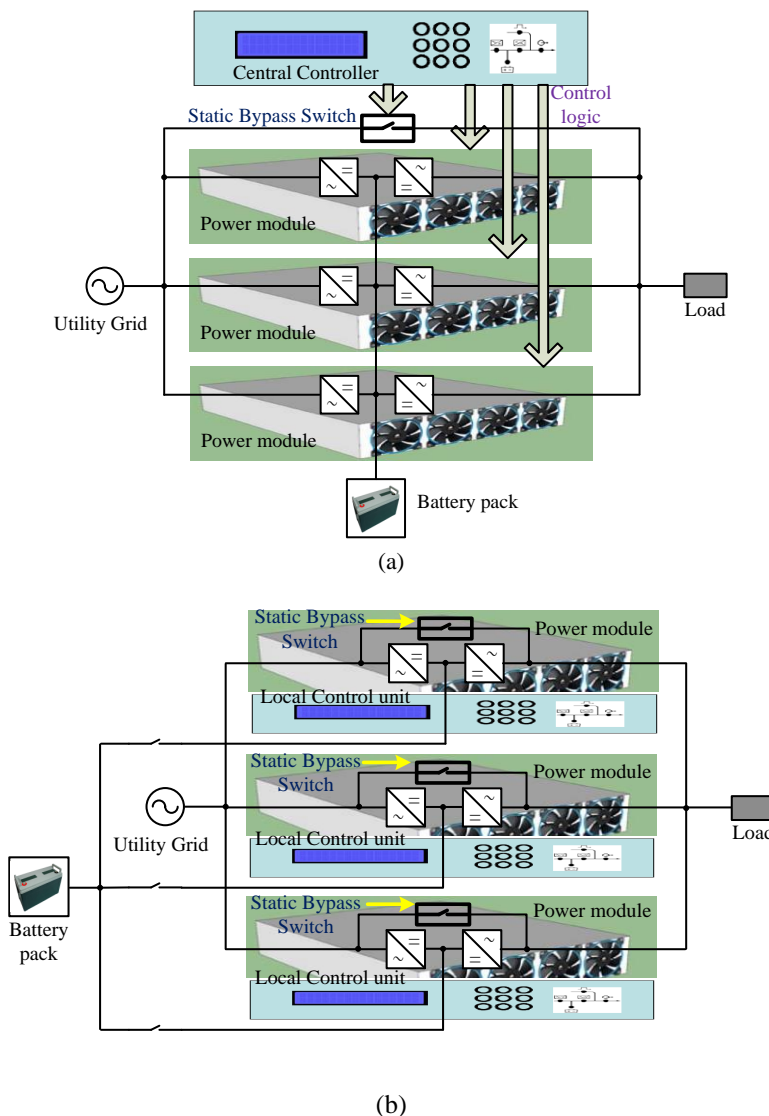 Central Controller
Control
logic
Static Bypass Switch
Power module
Power module
Utility Grid
Load
Power module
Battery pack
(a)
Static Bypass
Switch
Power module
Local Control unit
Static Bypass
Switch
Power module
Utility Grid
Load
Local Control unit
Battery
pack
Static Bypass
Switch
Power module
Local Control unit
(b)